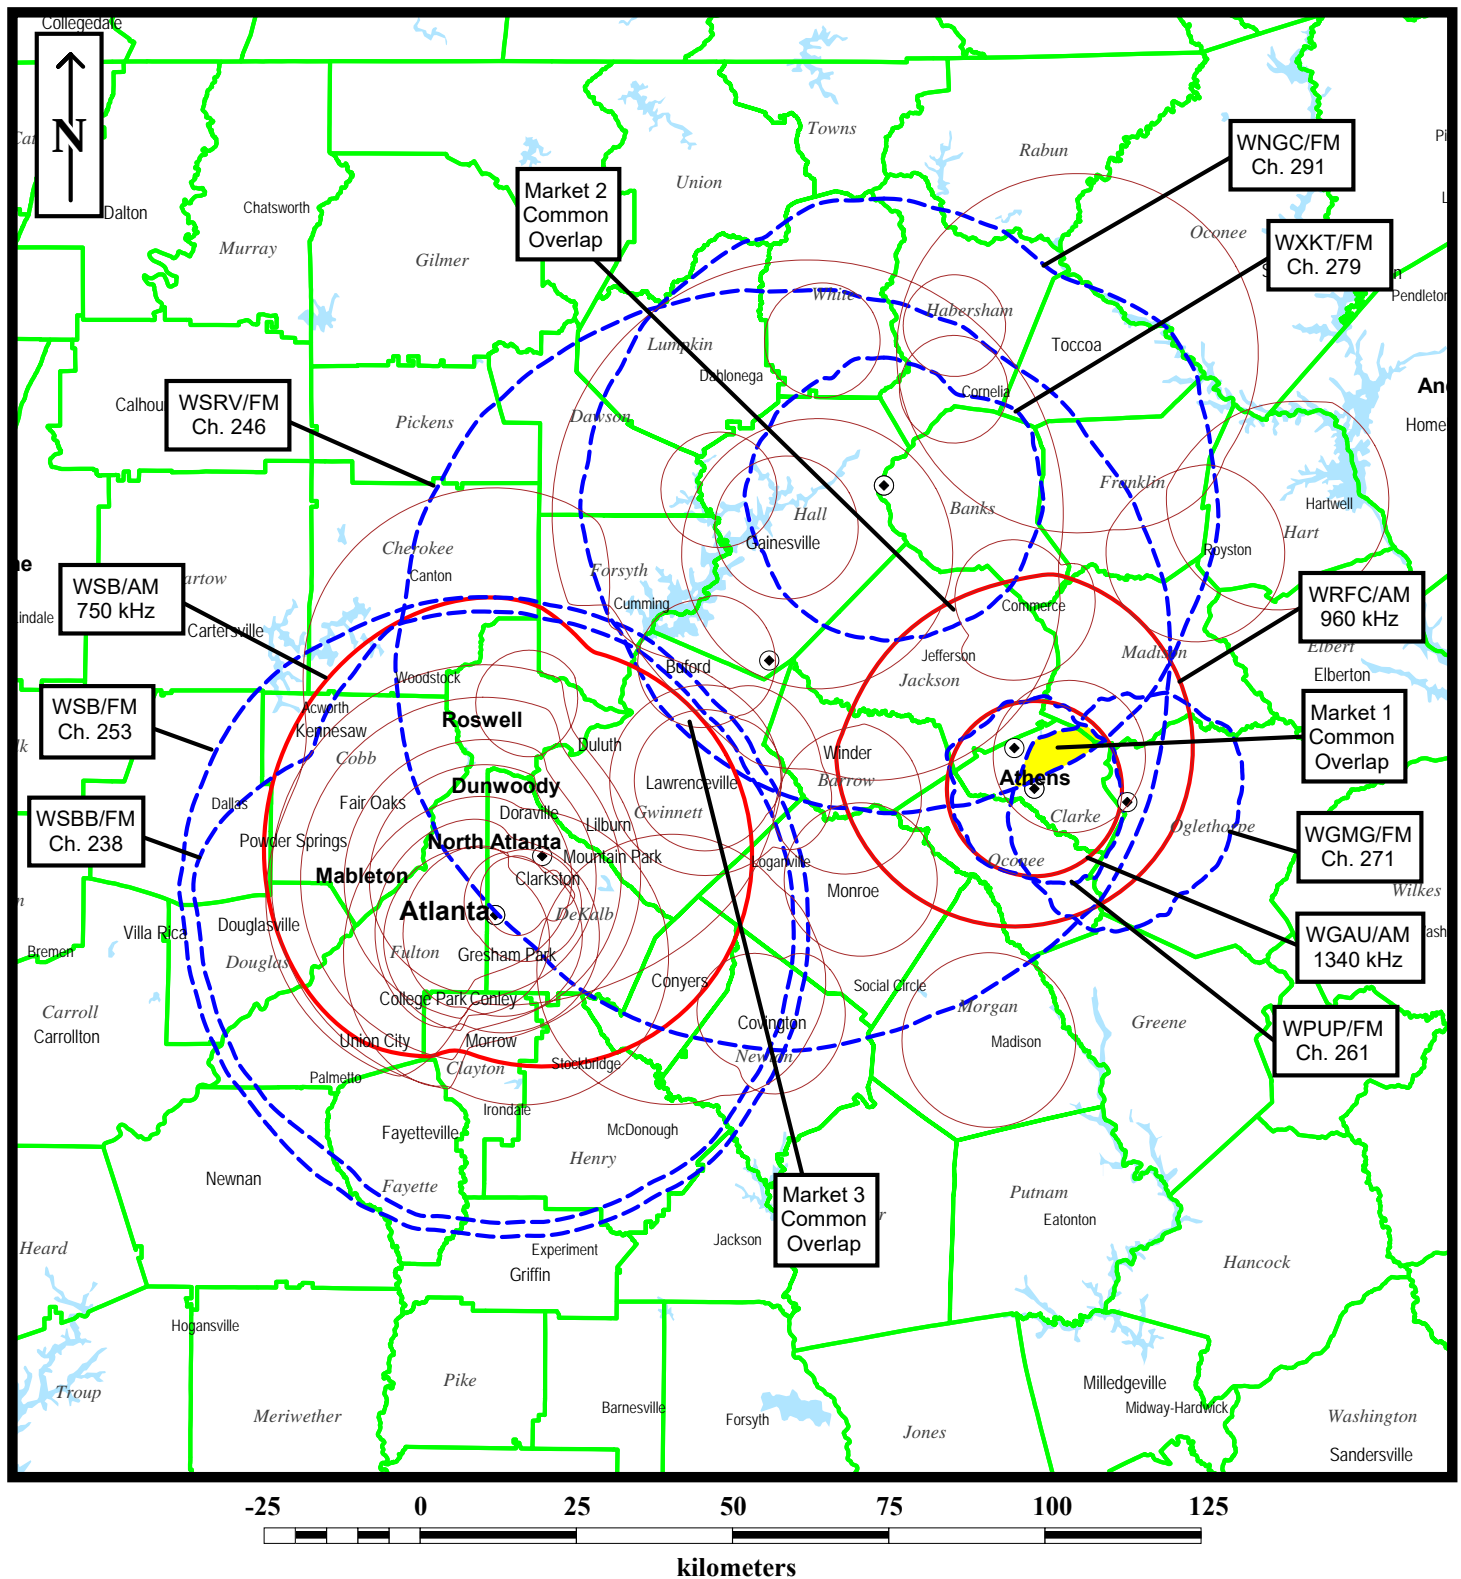 Collegedale
N
Towns
Rabun
Union
Dalton
Chatsworth
Murray
Gilmer
Oconee
Market 2
Common
Overlap
WNGC/FM
Ch. 291
WXKT/FM
Ch. 279
Pendleton
White
Habersham
Lumpkin
Toccoa
Dahlonega
Cornelia
WSRV/FM
Ch. 246
Pickens
Dawson
Home
Franklin
Hartwell
Hall
Banks
Hart
Gainesville
Royston
Cherokee
Canton
Forsyth
Cumming
Commerce
WSB/AM
750 kHz
Cartersville
WRFC/AM
960 kHz
Elbert
Elberton
Madison
Jefferson
Jackson
Buford
Woodstock
Acworth
Kennesaw
Roswell
Duluth
WSB/FM
Ch. 253
Cobb
Market 1
Common
Overlap
Winder
Barrow
Athens
Clarke
Oglethorpe
Oconee
Dunwoody
Lawrenceville
Gwinnett
Dallas
Fair Oaks
Doraville
Lilburn
WSBB/FM
Ch. 238
Powder Springs
North Atlanta
Mountain Park
Loganville
WGMG/FM
Ch. 271
Mableton
Clarkston
Monroe
Wilkes
Atlanta
DeKalb
Douglasville
Villa Rica
Bremen
Douglas
Fulton
Gresham Park
WGAU/AM
1340 kHz
Conyers
Social Circle
College Park
Conley
Carroll
Carrollton
Covington
Newton
Morgan
Madison
Greene
WPUP/FM
Ch. 261
Union City
Morrow
Clayton
Stockbridge
Palmetto
Irondale
Fayetteville
McDonough
Henry
Newnan
Fayette
Market 3
Common
Overlap
Putnam
Eatonton
Heard
Experiment
Griffin
Jackson
Hancock
Hogansville
Troup
Pike
Meriwether
Barnesville
Forsyth
Jones
Milledgeville
Midway-Hardwick
Washington
Sandersville
-25 0 25 50 75 100 125
kilometers